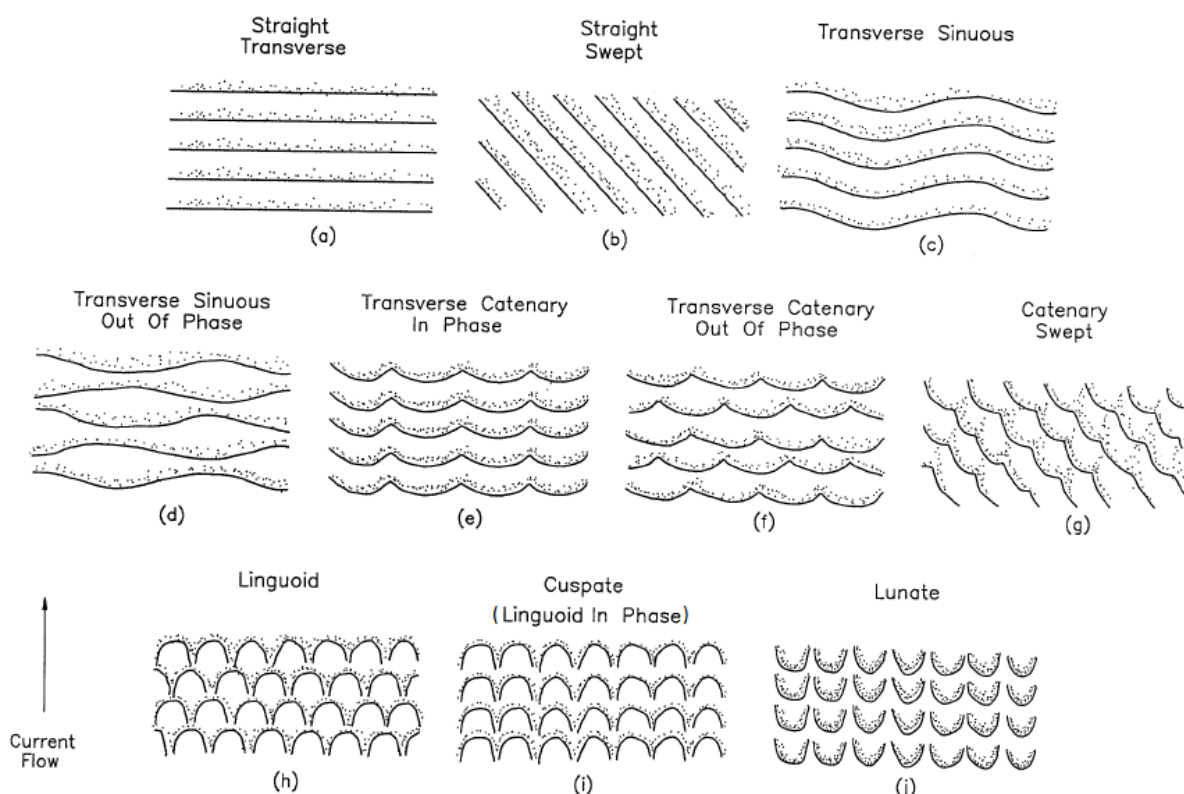 Straight
Transverse
(a)
Straight
Swept
(b)
Transverse Sinuous
(c)
Transverse Sinuous
Out Of Phase
(d)
Transverse Catenary
In Phase
(e)
Transverse Catenary
Out Of Phase
(f)
Catenary
Swept
(g)
Current
Flow
Linguoid
(h)
Cuspate
(Linguoid In Phase)
(i)
Lunate
(j)